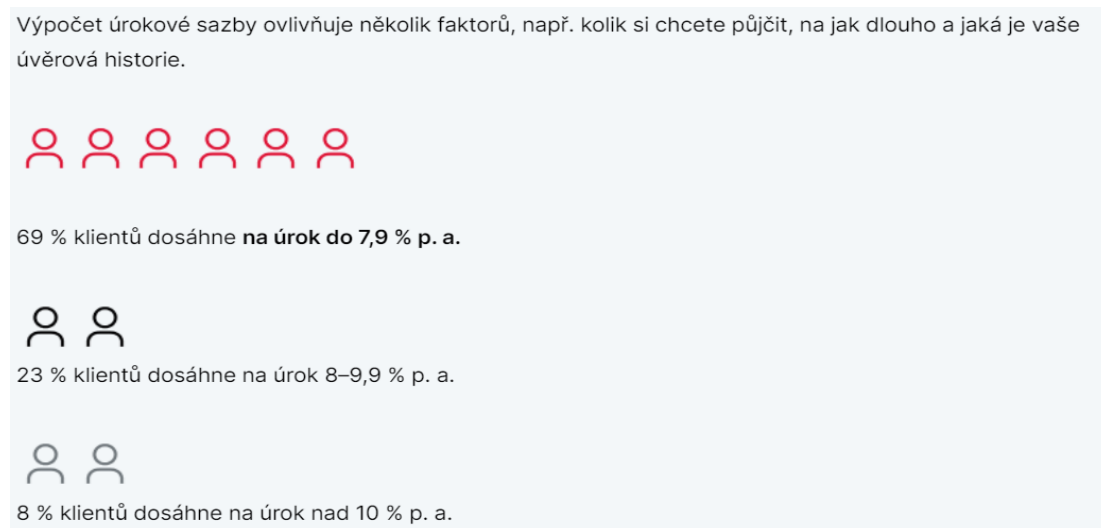 Výpočet úrokové sazby ovlivňuje několik faktorů, např. kolik si chcete půjčit, na jak dlouho a jaká je vaše
úvěrová historie.
69 % klientů dosáhne na úrok do 7,9 % p. a.
23 % klientů dosáhne na úrok 8–9,9 % p. a.
8 % klientů dosáhne na úrok nad 10 % p. a.